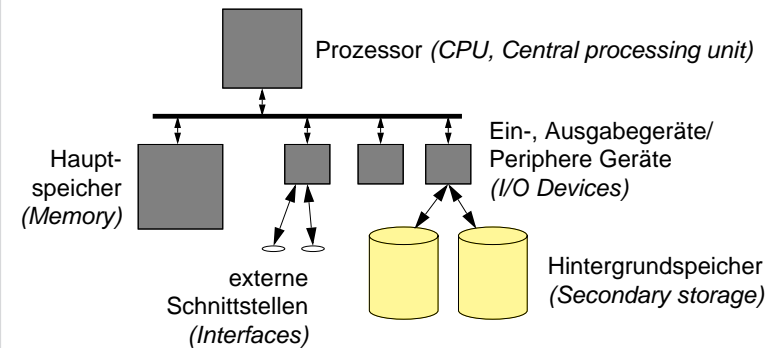 Prozessor (CPU, Central processing unit)
Haupt-
speicher
(Memory)
Ein-, Ausgabegeräte/
Periphere Geräte
(I/O Devices)
externe
Schnittstellen
(Interfaces)
Hintergrundspeicher
(Secondary storage)